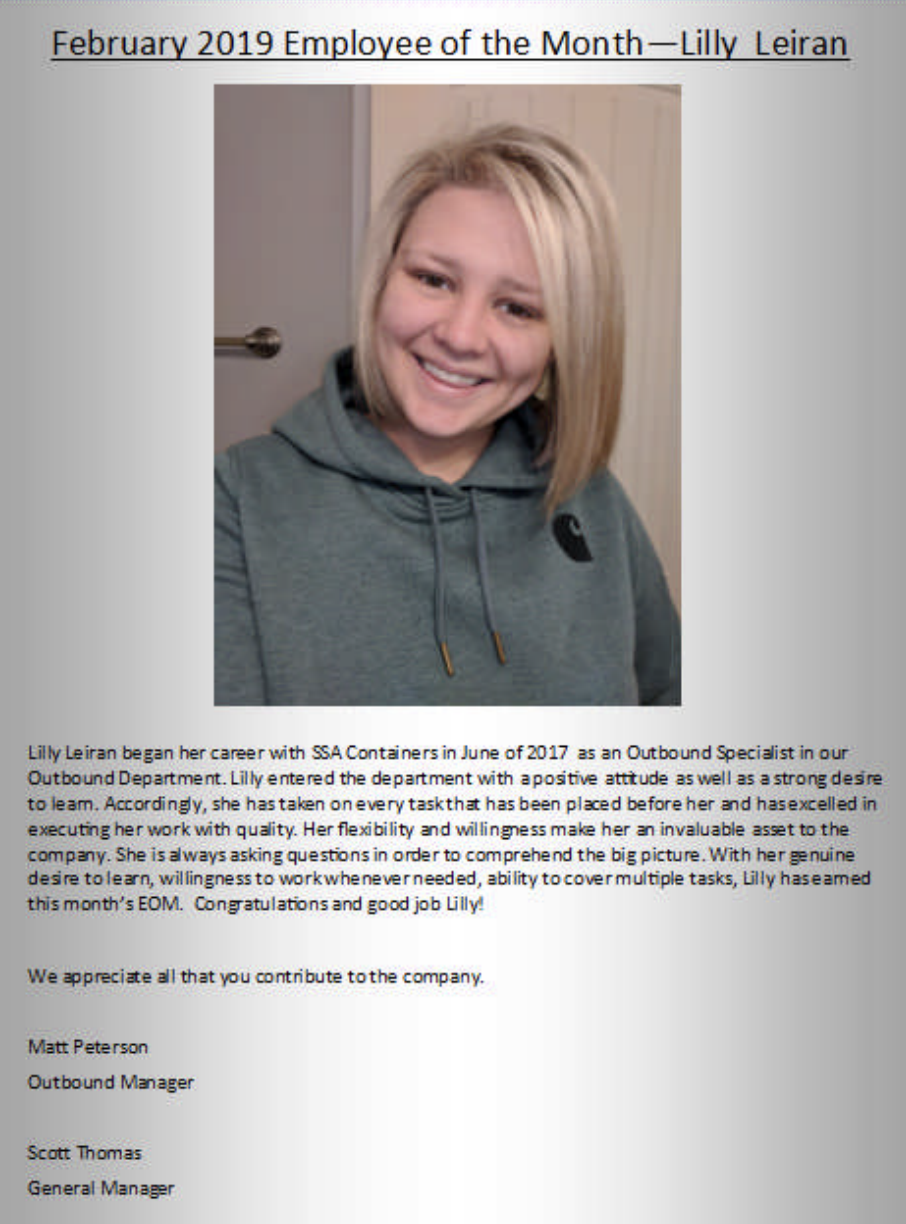 February 2019 Employee of the Month—Lilly Leiran
Lilly Leiran began her career with SSA Containers in June of 2017 as an Outbound Specialist in our
Outbound Department. Lilly entered the department with a positive attitude as well as a strong desire
to learn. Accordingly, she has taken on every task that has been placed before her and has excelled in
executing her work with quality. Her flexibility and willingness make her an invaluable asset to the
company. She is always asking questions in order to comprehend the big picture. With her genuine
desire to learn, willingness to work whenever needed, ability to cover multiple tasks, Lilly has earned
this month's EOM. Congratulations and good job Lilly!
We appreciate all that you contribute to the company.
Matt Peterson
Outbound Manager
Scott Thomas
General Manager